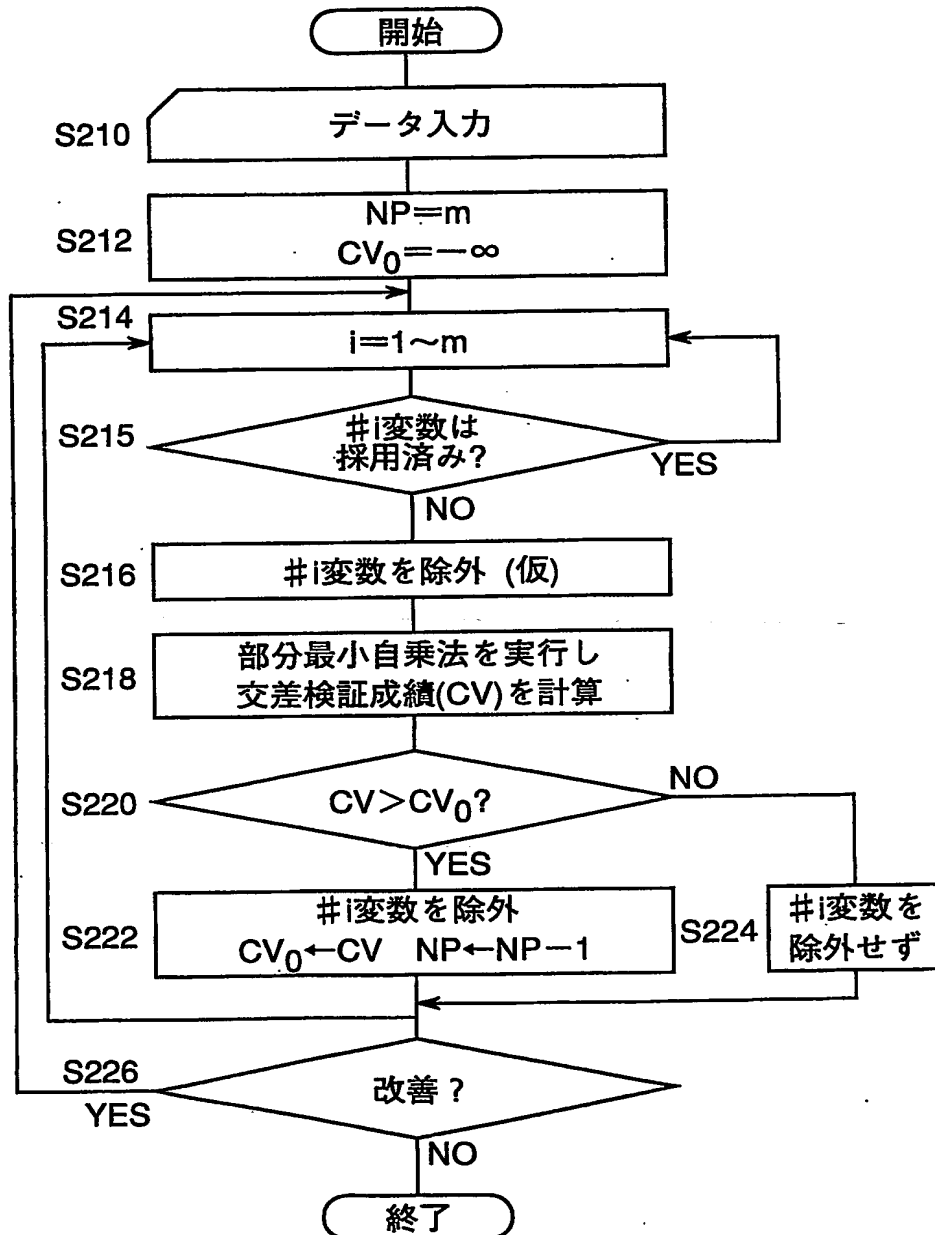 開始
S210
データ入力
S212
NP=m
CV₀=-∞
S214
i=1~m
S215
#i変数は
採用済み?
YES
NO
S216
#i変数を除外 (仮)
S218
部分最小自乗法を実行し
交差検証成績(CV)を計算
S220
CV>CV₀?
NO
YES
S222
#i変数を除外
CV₀←CV NP←NP-1
S224
#i変数を
除外せず
S226
改善?
YES
NO
終了